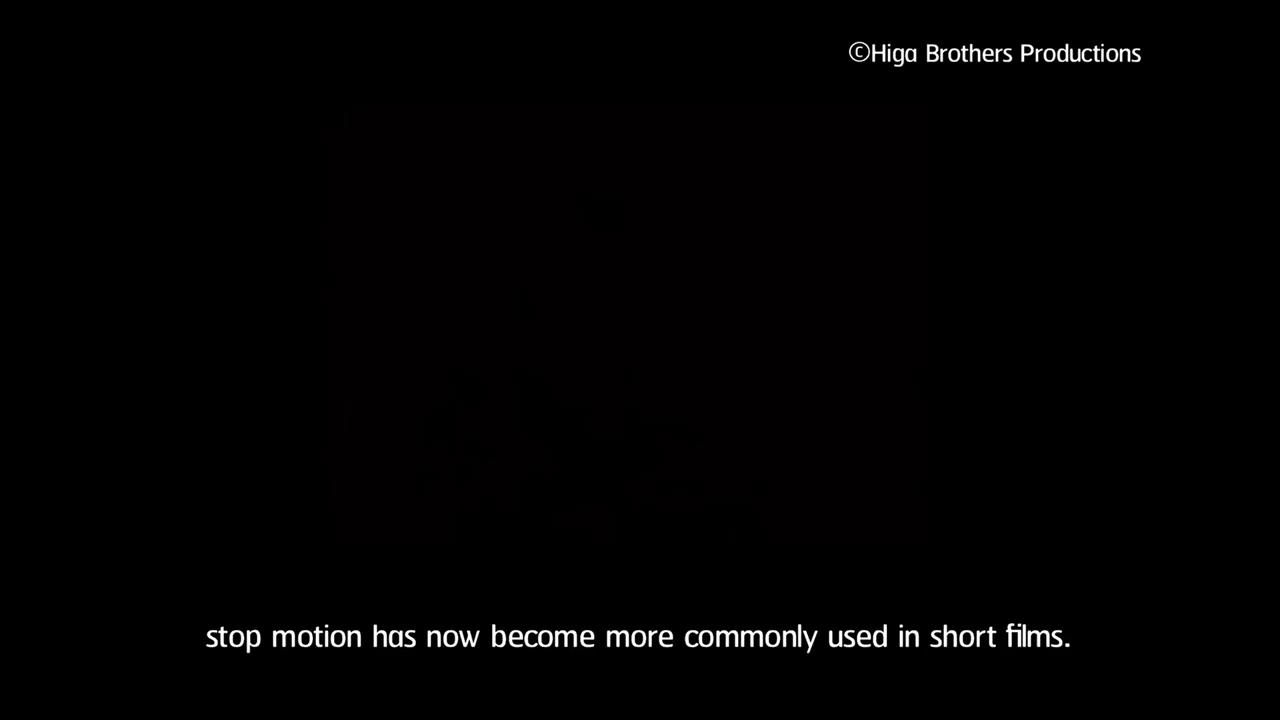 ©Higa Brothers Productions
stop motion has now become more commonly used in short films.